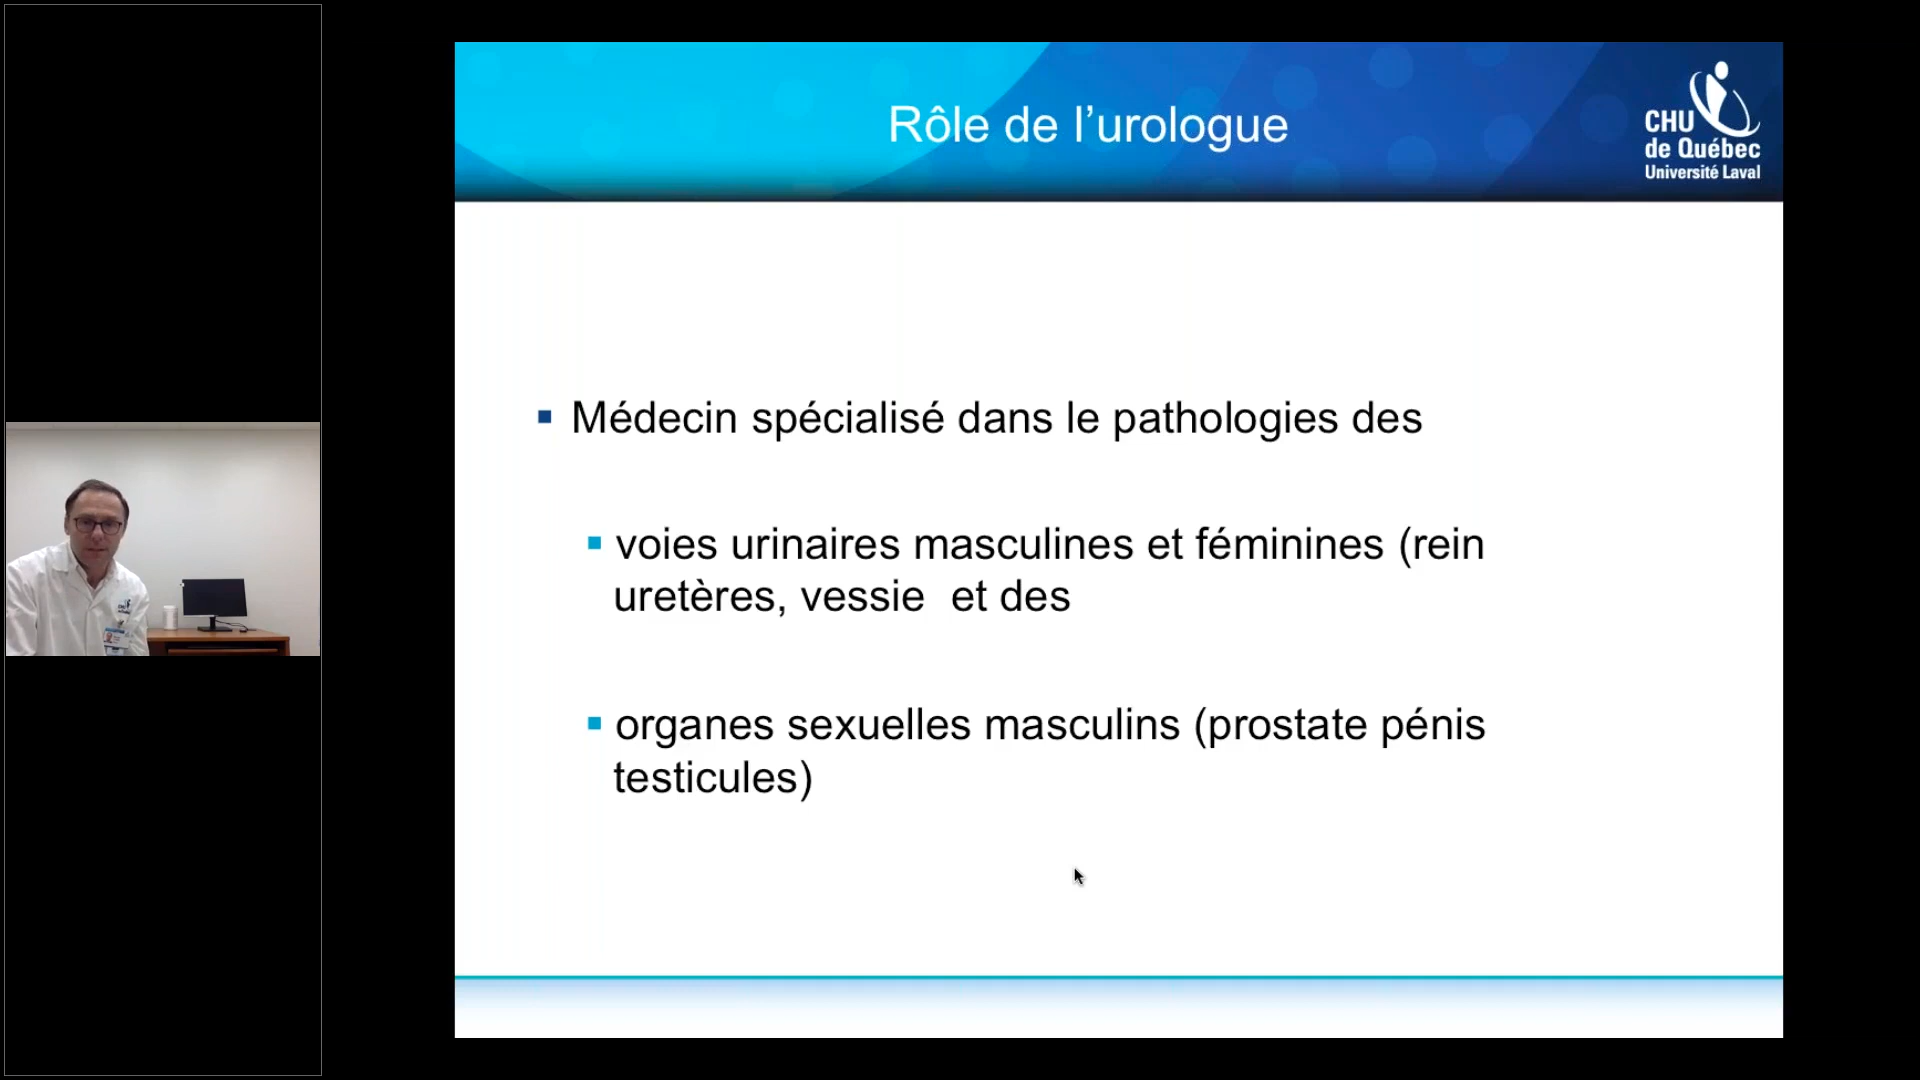 Rôle de l’urologue
CHU
de Québec
Université Laval
Médecin spécialisé dans le pathologies des
voies urinaires masculines et féminines (rein
uretères, vessie et des
organes sexuelles masculins (prostate pénis
testicules)